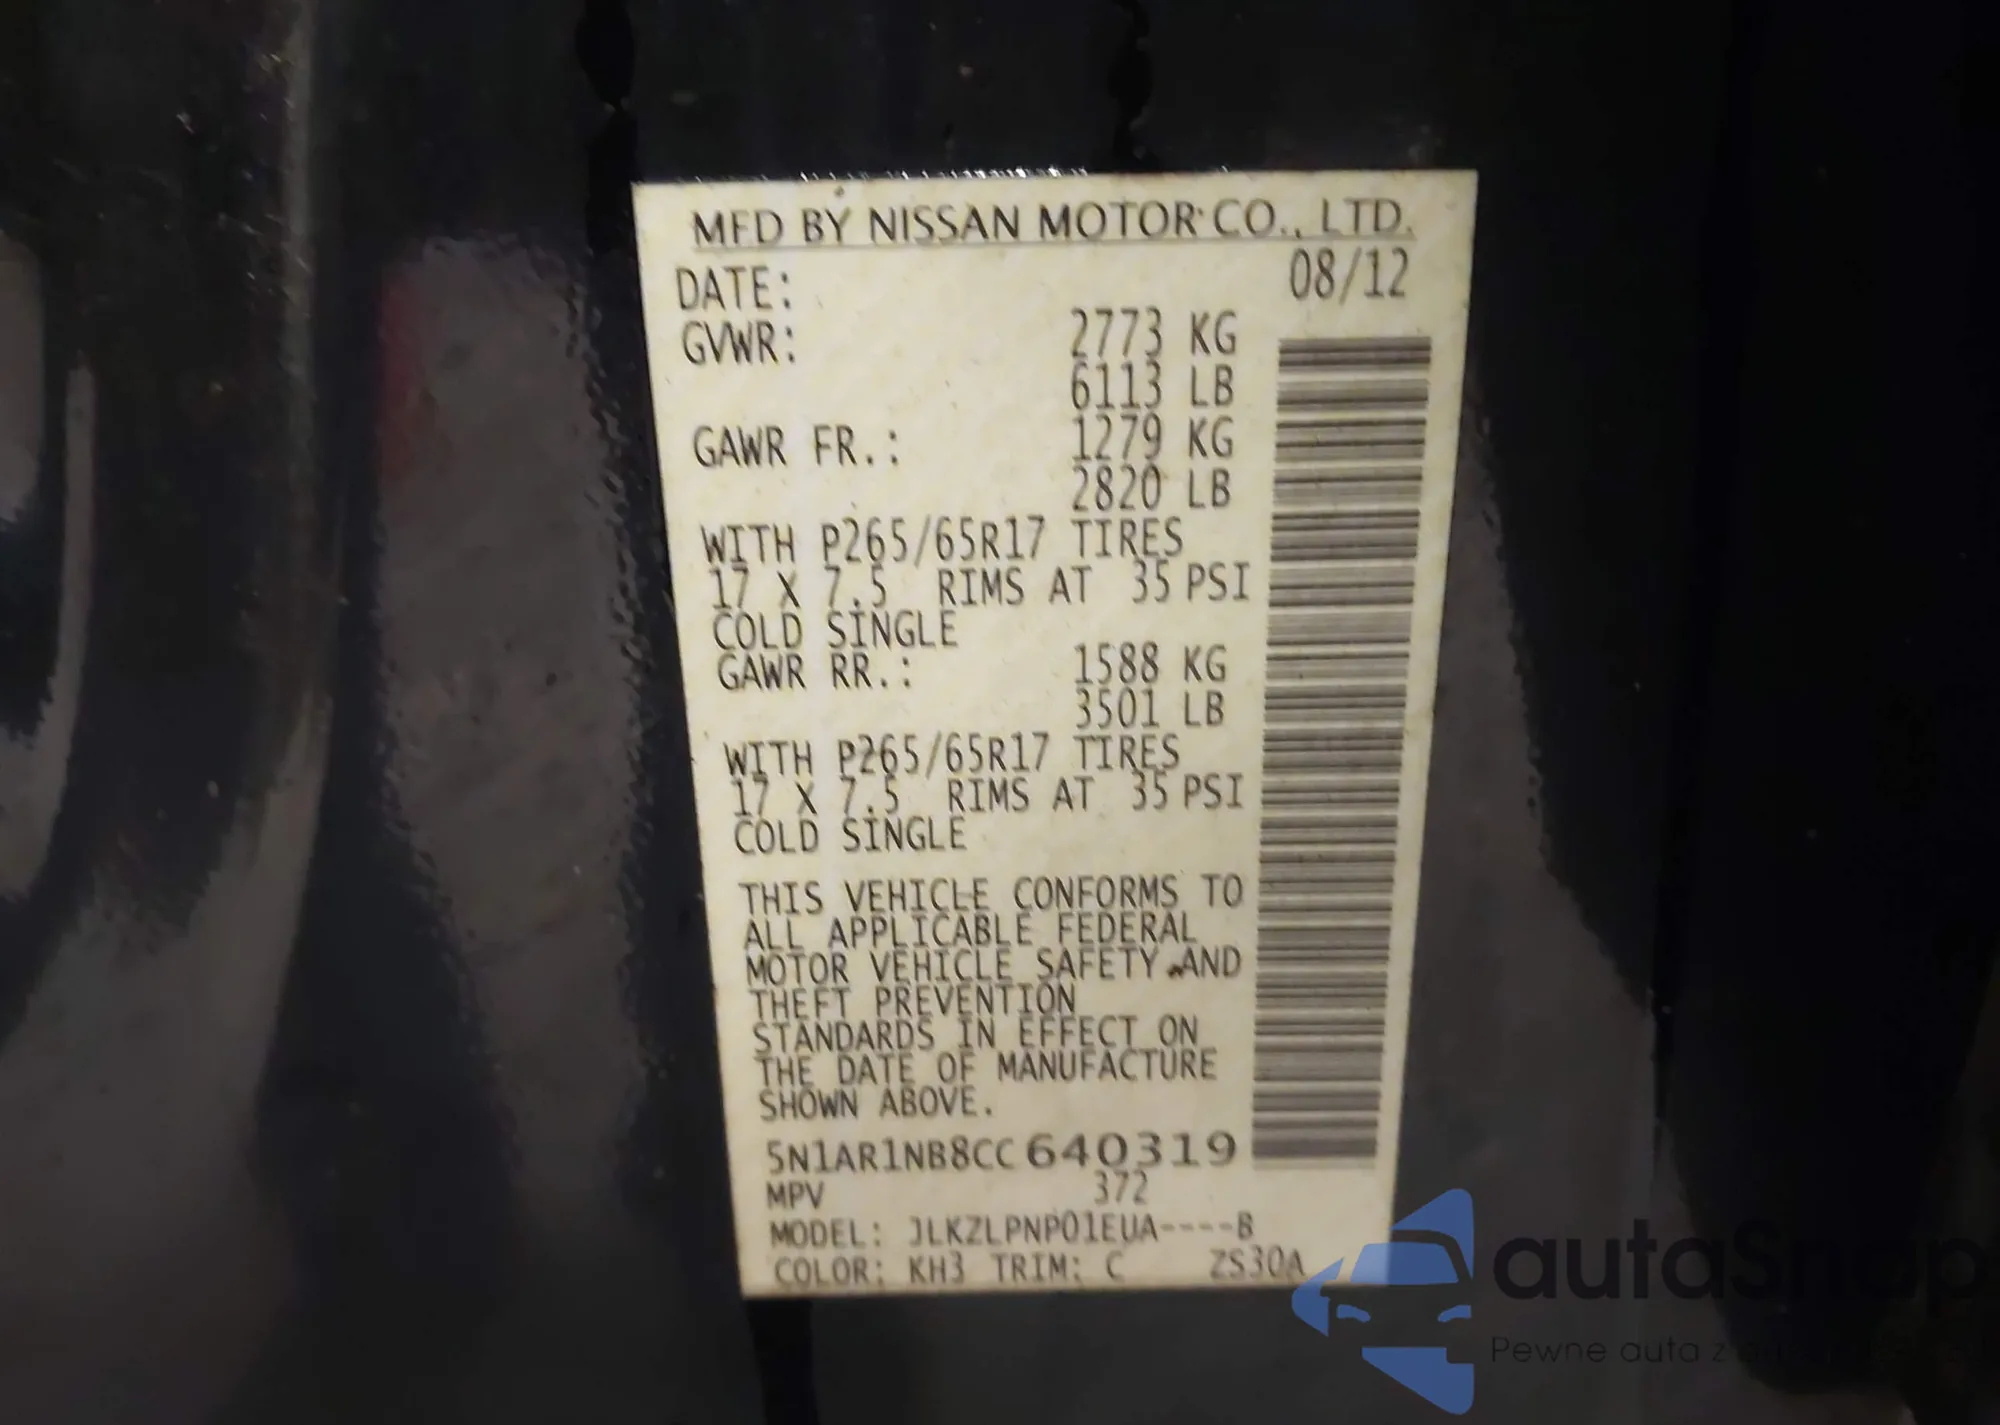 MFD BY NISSAN MOTOR CO., LTD.
DATE: 08/12
GVWR: 2773 KG
6113 LB
GAWR FR.: 1279 KG
2820 LB
WITH P265/65R17 TIRES
17 X 7.5 RIMS AT 35 PSI
COLD SINGLE
GAWR RR.: 1588 KG
3501 LB
WITH P265/65R17 TIRES
17 X 7.5 RIMS AT 35 PSI
COLD SINGLE
THIS VEHICLE CONFORMS TO
ALL APPLICABLE FEDERAL
MOTOR VEHICLE SAFETY AND
THEFT PREVENTION
STANDARDS IN EFFECT ON
THE DATE OF MANUFACTURE
SHOWN ABOVE.
5N1AR1NB8CC640319
MPV 372
MODEL: JLKZLPNP01EUA----B
COLOR: KH3 TRIM: C ZS30A
autaSnap
Pewne auta z